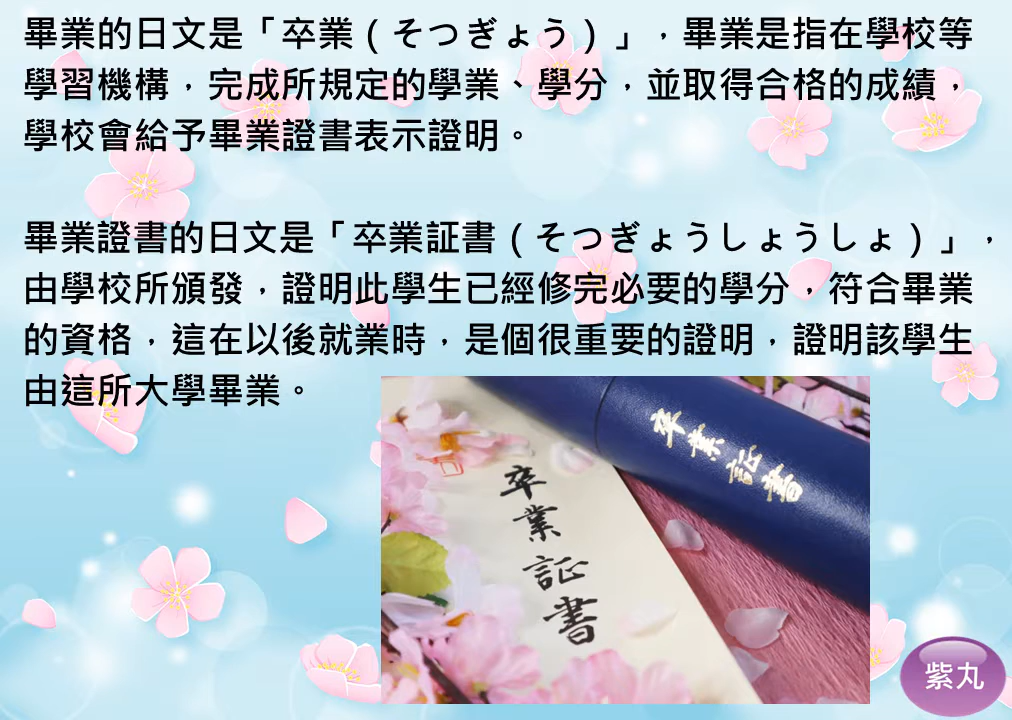 畢業的日文是「卒業（そつぎょう）」，畢業是指在學校等
學習機構，完成所規定的學業、學分，並取得合格的成績，
學校會給予畢業證書表示證明。
畢業證書的日文是「卒業証書（そつぎょうしょうしょ）」，
由學校所頒發，證明此學生已經修完必要的學分，符合畢業
的資格，這在以後就業時，是個很重要的證明，證明該學生
由這所大學畢業。
卒業証書
卒業証書
紫丸